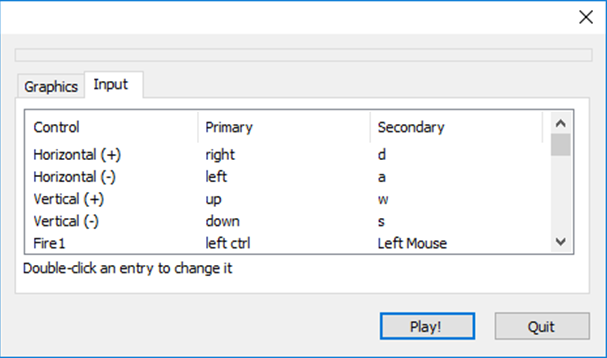 Graphics Input
Control Primary Secondary
Horizontal (+) right d
Horizontal (-) left a
Vertical (+) up w
Vertical (-) down s
Fire1 left ctrl Left Mouse
Double-click an entry to change it
Play! Quit